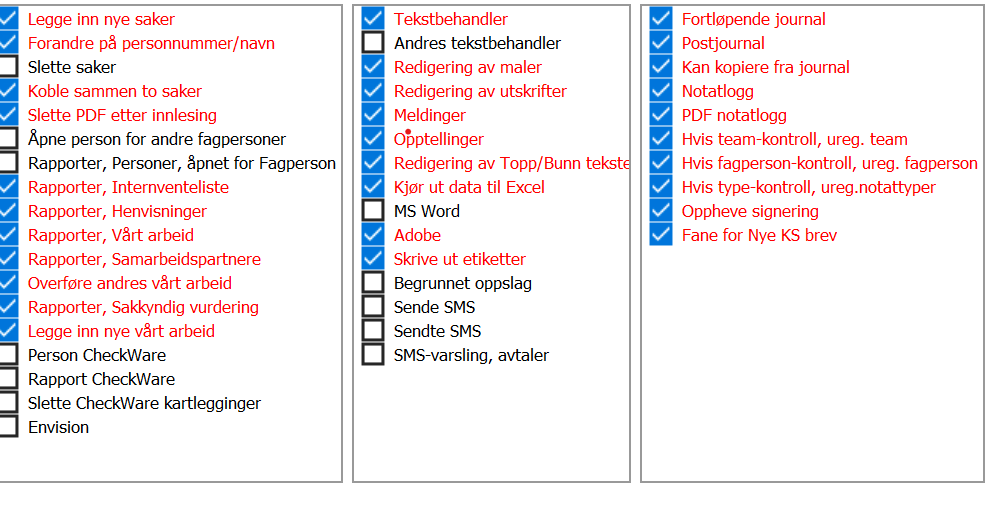 Legge inn nye saker
Forandre på personnummer/navn
Slette saker
Koble sammen to saker
Slette PDF etter innlesing
Åpne person for andre fagpersoner
Rapporter, Personer, åpnet for Fagperson
Rapporter, Internventeliste
Rapporter, Henvisninger
Rapporter, Vårt arbeid
Rapporter, Samarbeidspartnere
Overføre andres vårt arbeid
Rapporter, Sakkyndig vurdering
Legge inn nye vårt arbeid
Person CheckWare
Rapport CheckWare
Slette CheckWare kartlegginger
Envision
Tekstbehandler
Andres tekstbehandler
Redigering av maler
Redigering av utskrifter
Meldinger
Opptellinger
Redigering av Topp/Bunn tekste
Kjør ut data til Excel
MS Word
Adobe
Skrive ut etiketter
Begrunnet oppslag
Sende SMS
Sendte SMS
SMS-varsling, avtaler
Fortløpende journal
Postjournal
Kan kopiere fra journal
Notatlogg
PDF notatlogg
Hvis team-kontroll, ureg. team
Hvis fagperson-kontroll, ureg. fagperson
Hvis type-kontroll, ureg.notattyper
Oppheve signering
Fane for Nye KS brev